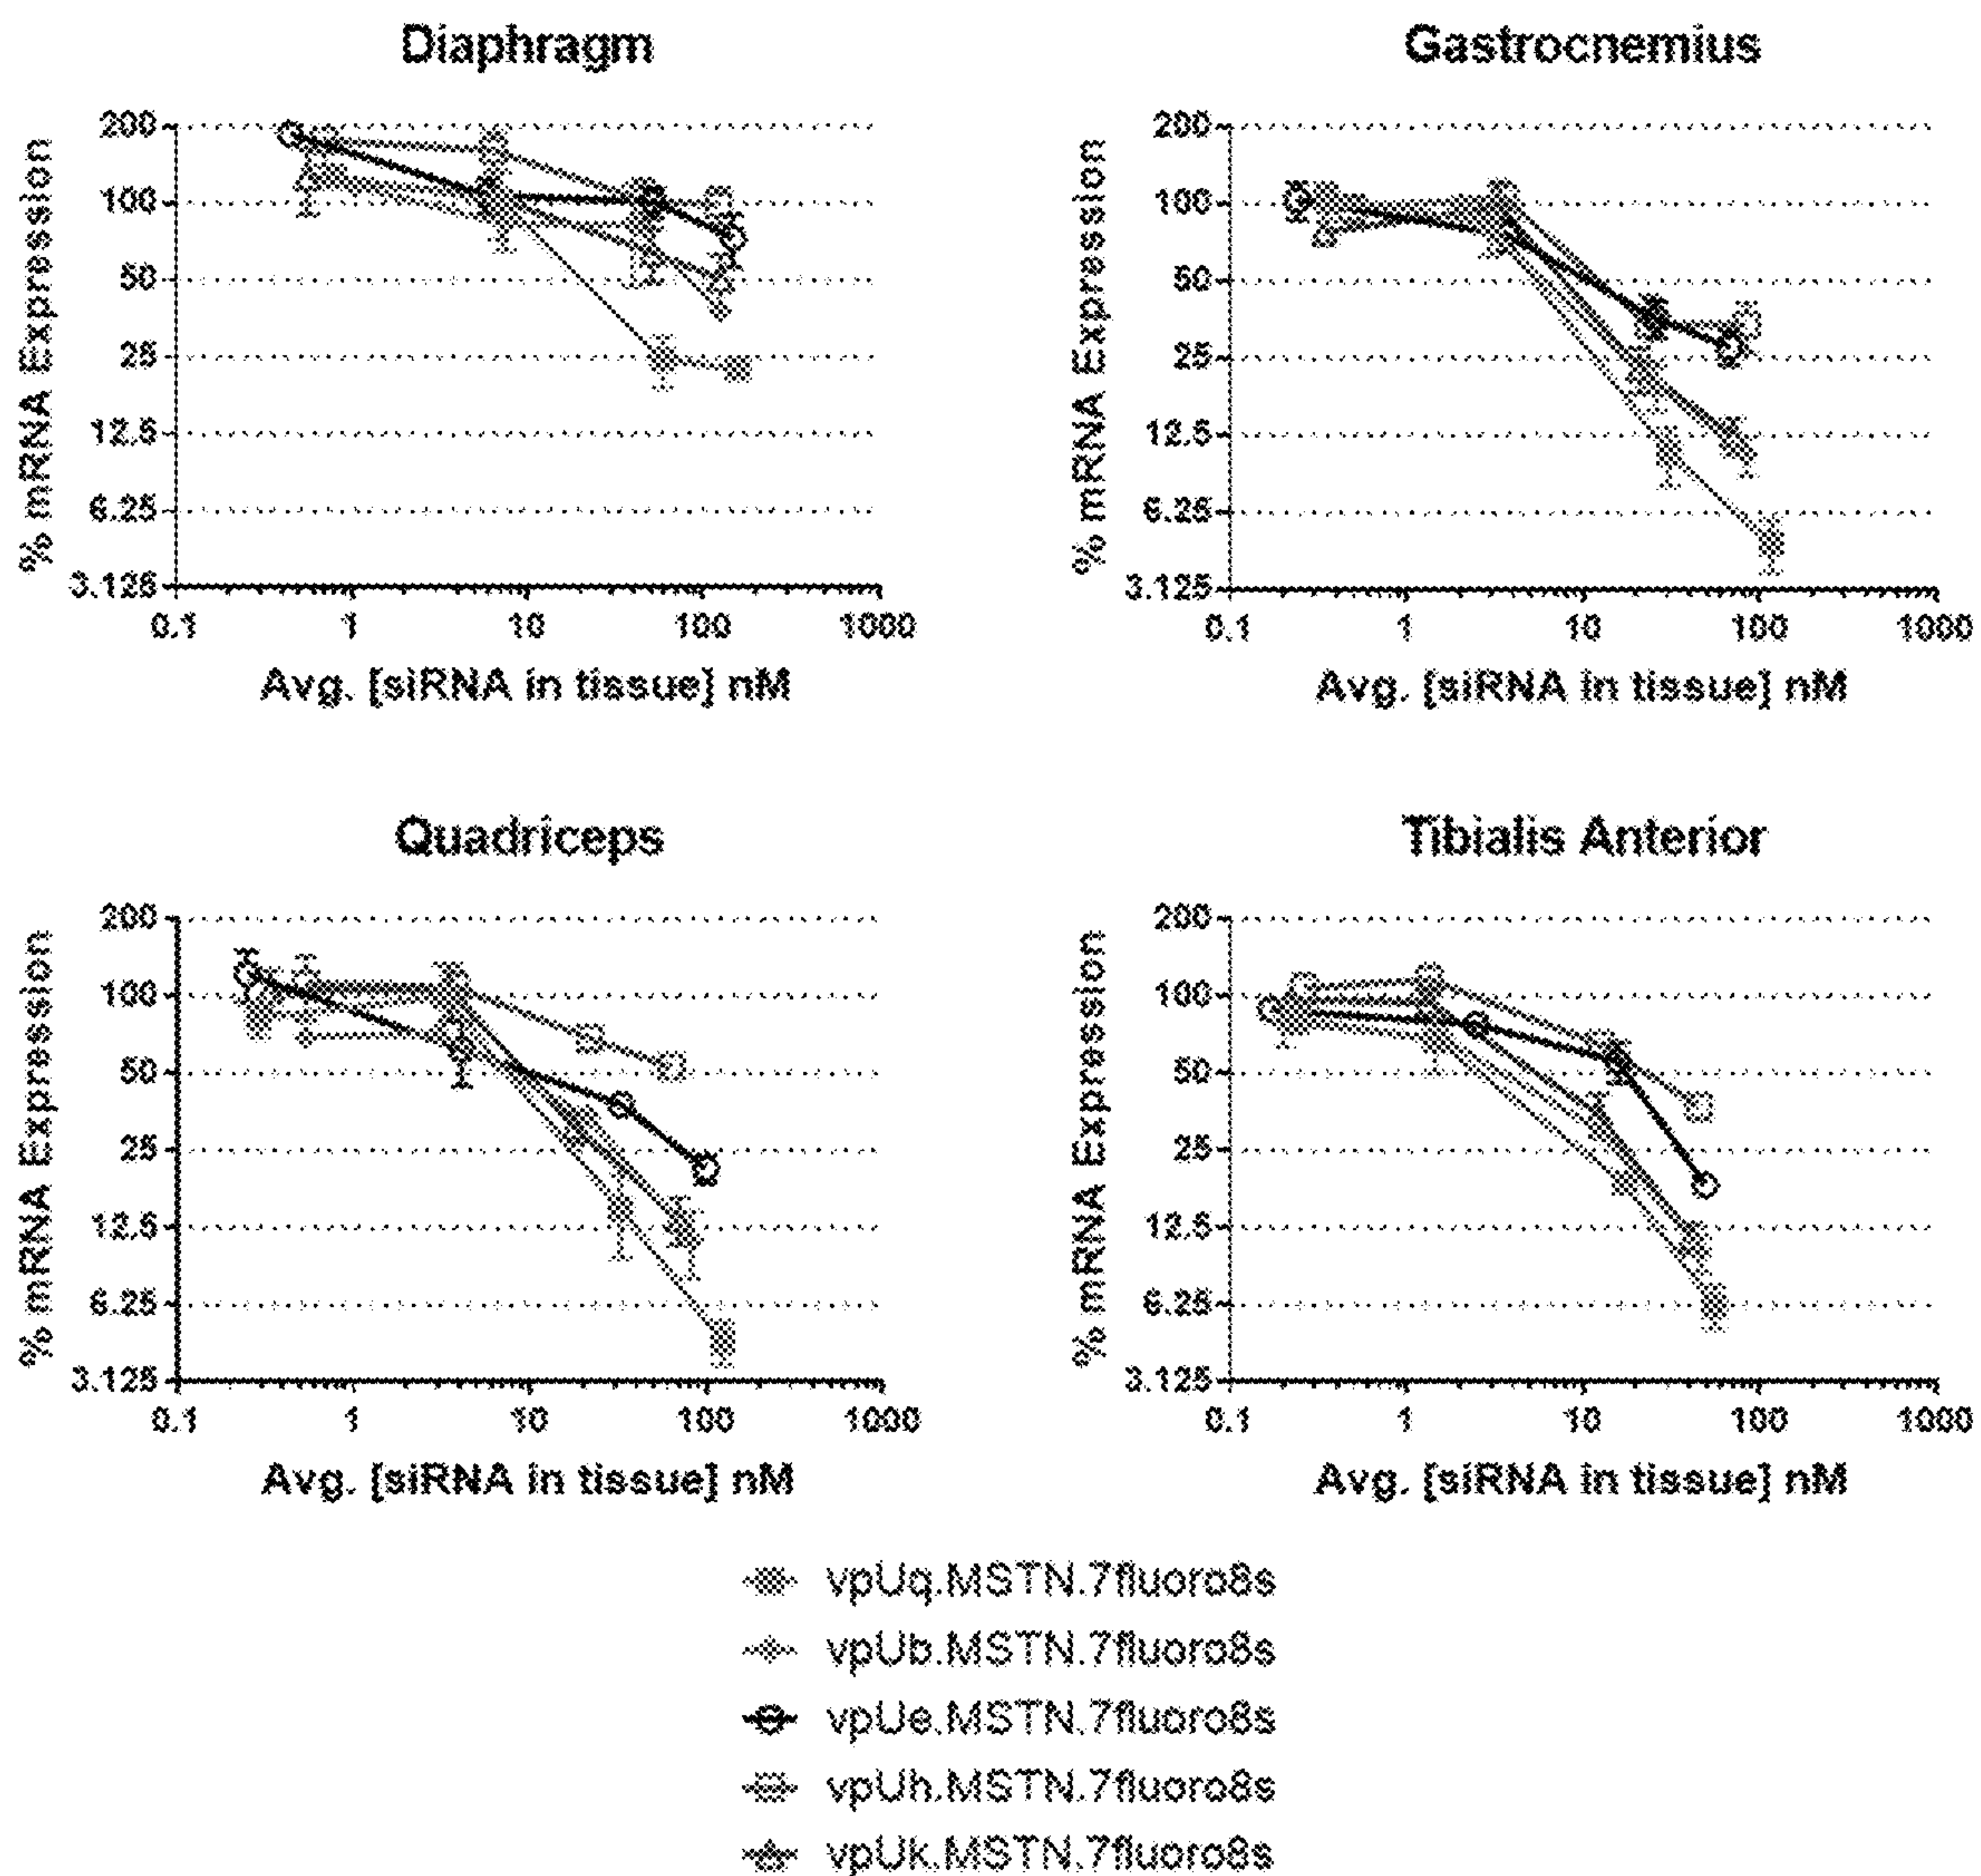 Diaphragm
% mRNA Expression
200
100
50
25
12.5
6.25
3.125
0.1 1 10 100 1000
Avg. [siRNA in tissue] nM
Gastrocnemius
% mRNA Expression
200
100
50
25
12.5
6.25
3.125
0.1 1 10 100 1000
Avg. [siRNA in tissue] nM
Quadriceps
% mRNA Expression
200
100
50
25
12.5
6.25
3.125
0.1 1 10 100 1000
Avg. [siRNA in tissue] nM
Tibialis Anterior
% mRNA Expression
200
100
50
25
12.5
6.25
3.125
0.1 1 10 100 1000
Avg. [siRNA in tissue] nM
vpUq.MSTN.7fluoro8s
vpUb.MSTN.7fluoro8s
vpUe.MSTN.7fluoro8s
vpUh.MSTN.7fluoro8s
vpUk.MSTN.7fluoro8s